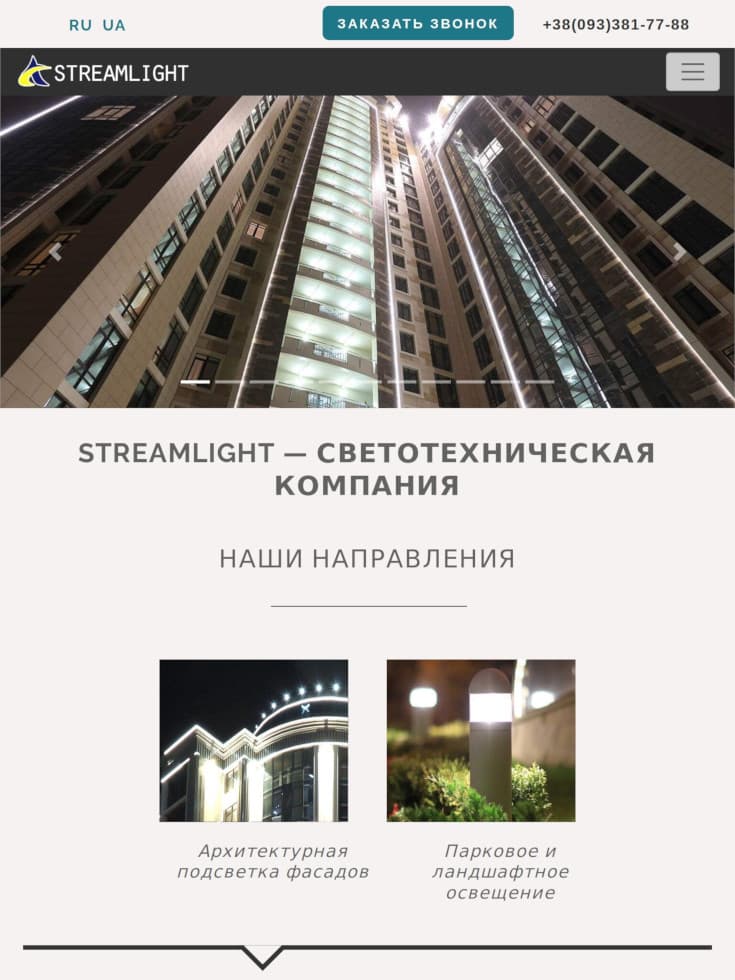 RU UA
ЗАКАЗАТЬ ЗВОНОК
+38(093)381-77-88
STREAMLIGHT
STREAMLIGHT — СВЕТОТЕХНИЧЕСКАЯ
КОМПАНИЯ
НАШИ НАПРАВЛЕНИЯ
Архитектурная
подсветка фасадов
Парковое и
ландшафтное
освещение